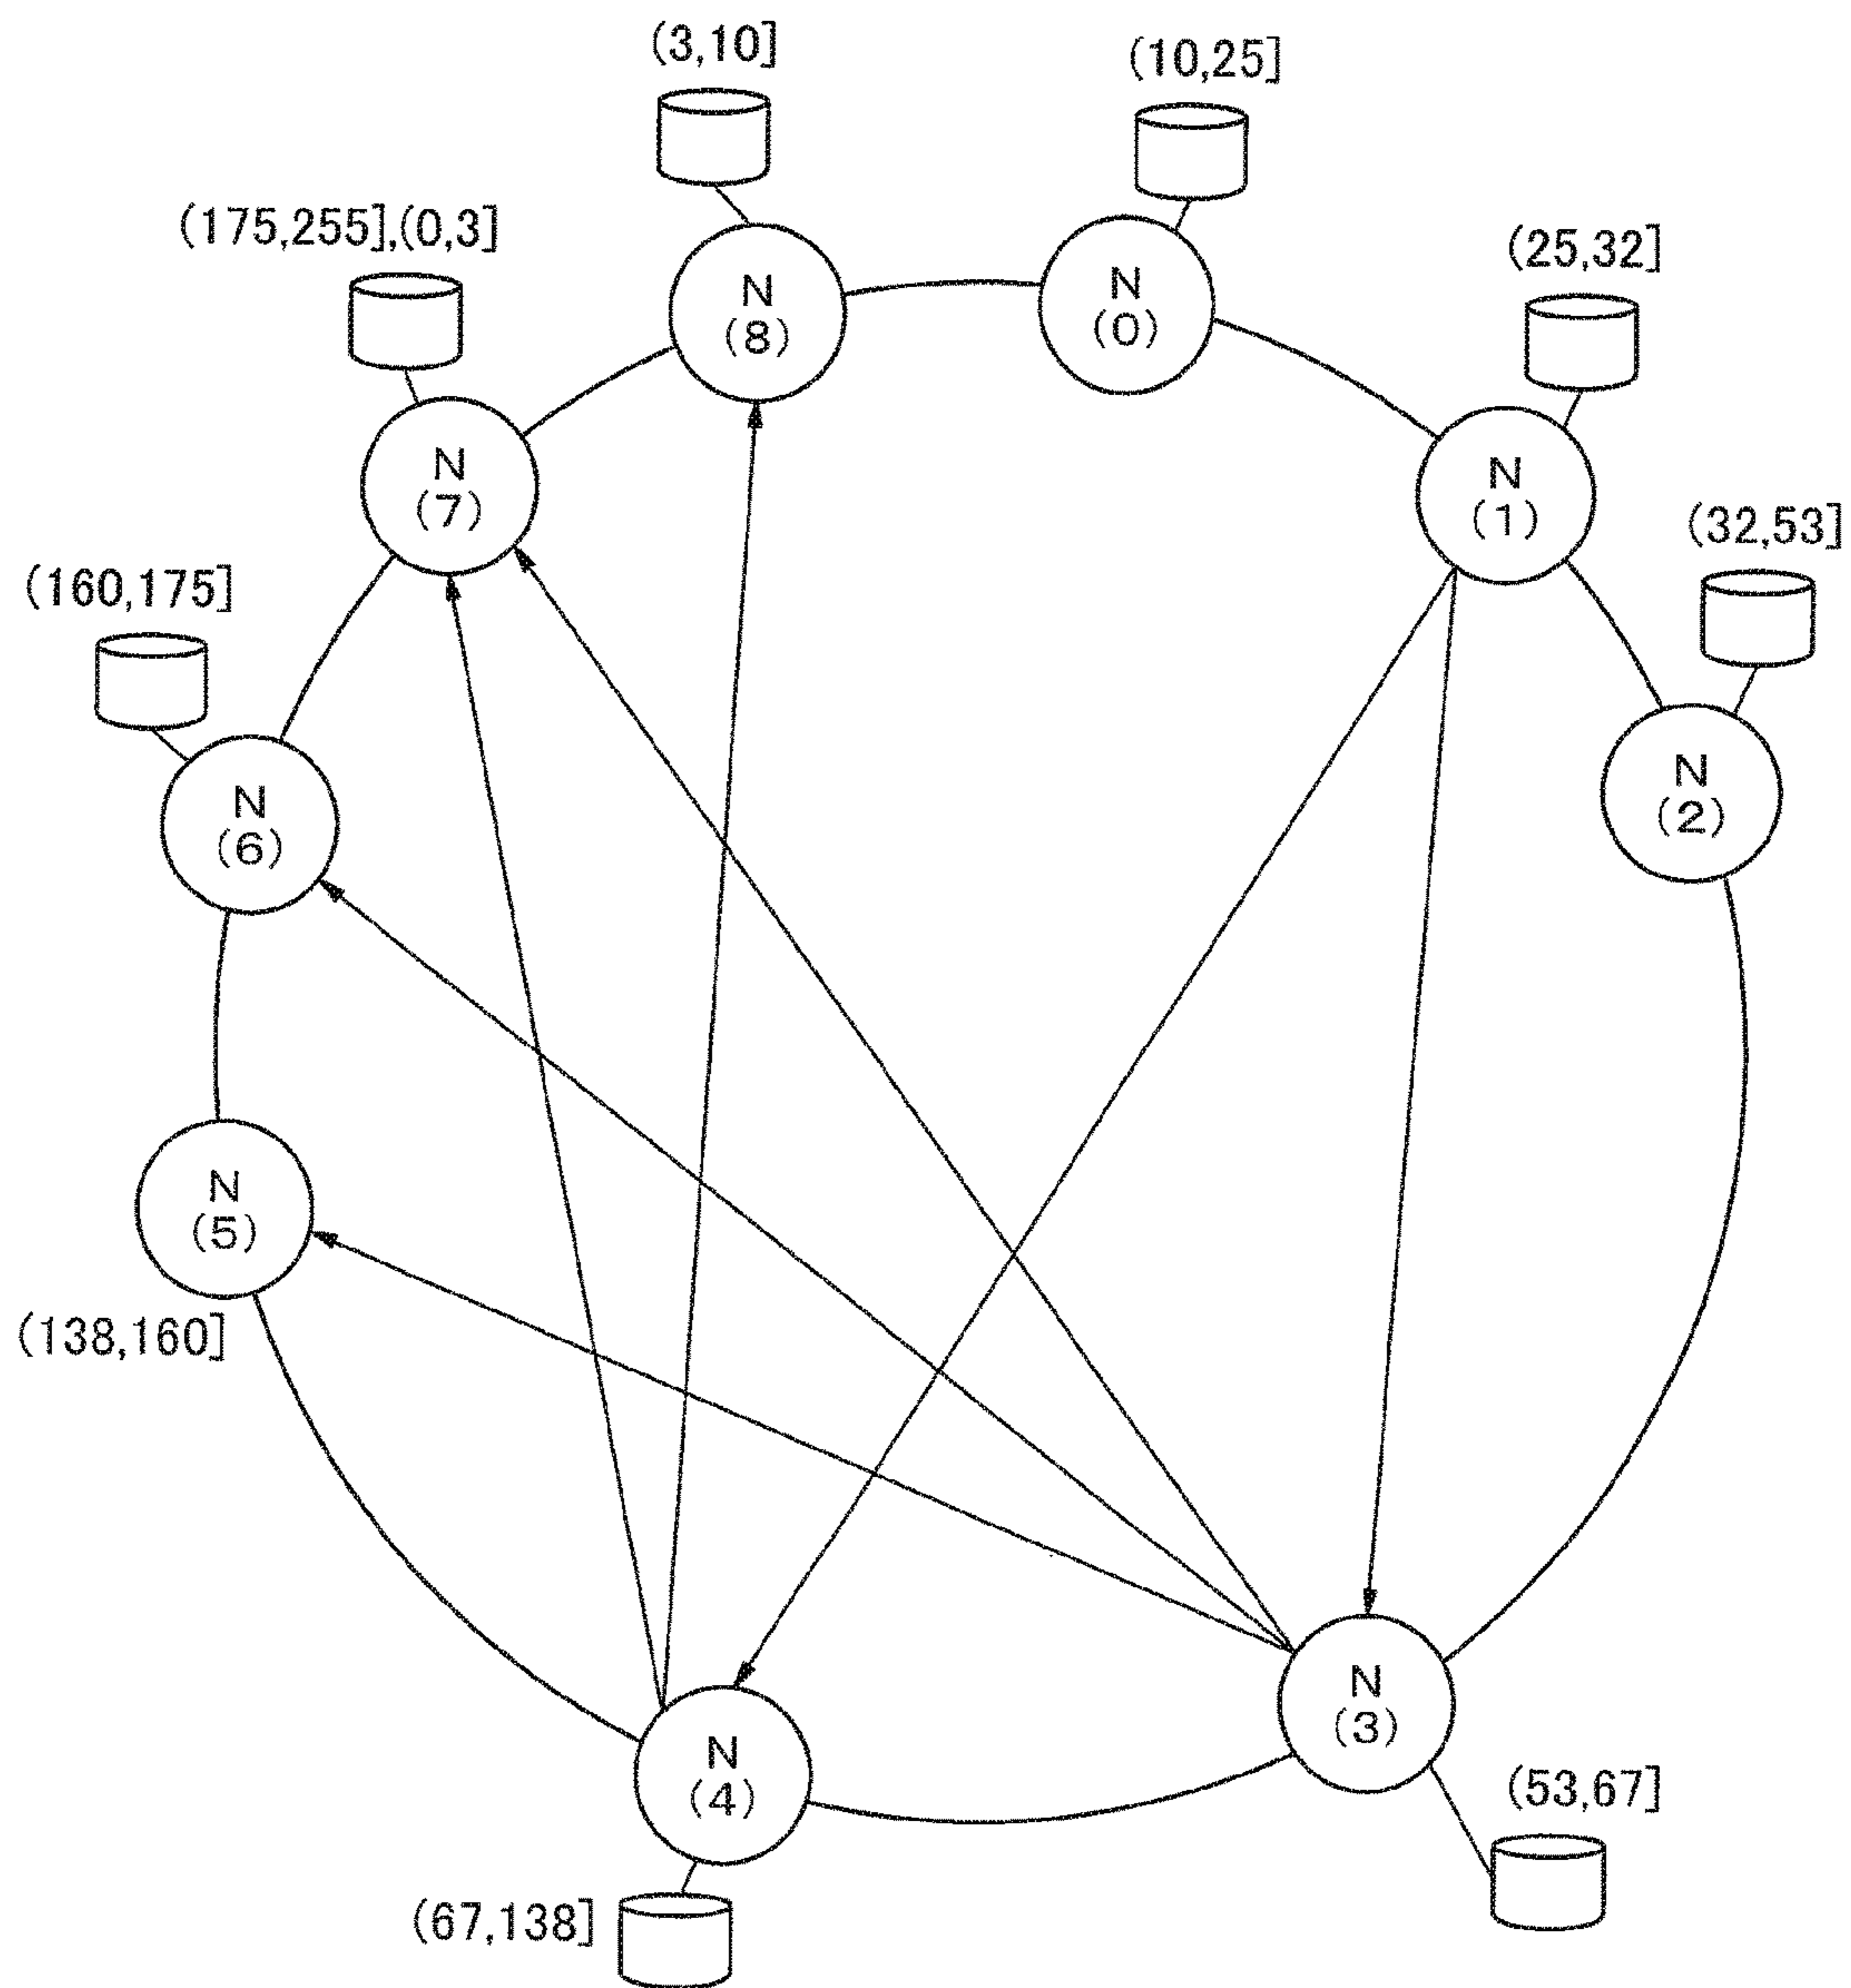 (3,10]
(10,25]
(175,255],(0,3]
(25,32]
N
(8)
N
(0)
N
(7)
N
(1)
(32,53]
(160,175]
N
(6)
N
(2)
N
(5)
(138,160]
N
(3)
N
(4)
(53,67]
(67,138]